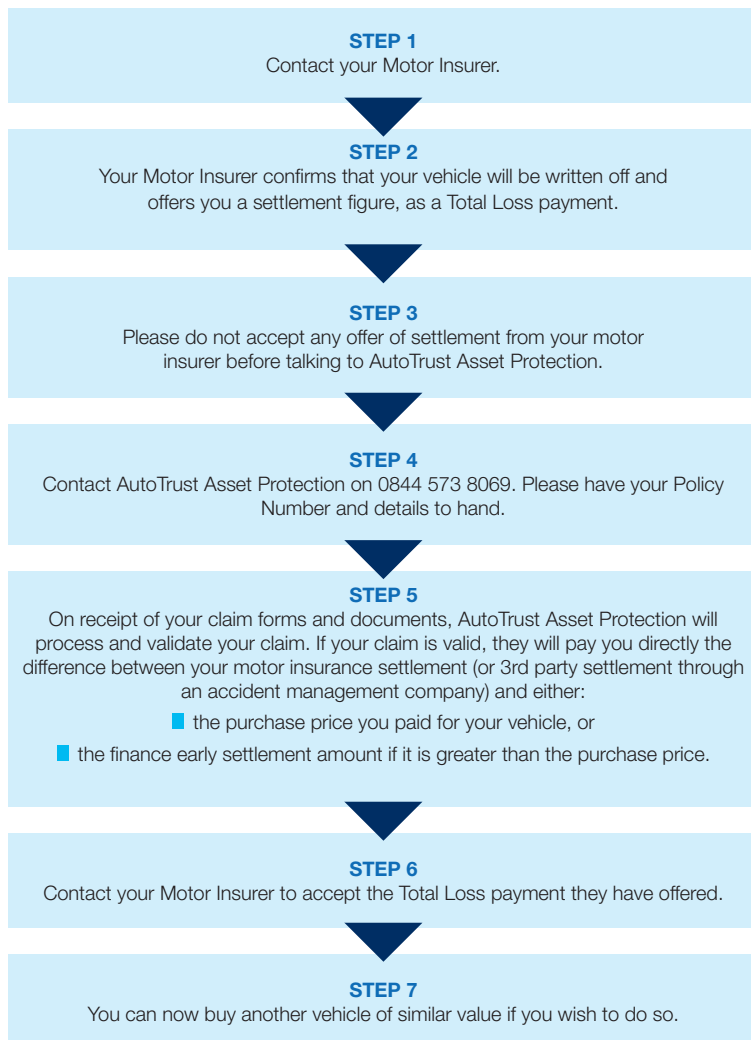 STEP 1
Contact your Motor Insurer.
STEP 2
Your Motor Insurer confirms that your vehicle will be written off and
offers you a settlement figure, as a Total Loss payment.
STEP 3
Please do not accept any offer of settlement from your motor
insurer before talking to AutoTrust Asset Protection.
STEP 4
Contact AutoTrust Asset Protection on 0844 573 8069. Please have your Policy
Number and details to hand.
STEP 5
On receipt of your claim forms and documents, AutoTrust Asset Protection will
process and validate your claim. If your claim is valid, they will pay you directly the
difference between your motor insurance settlement (or 3rd party settlement through
an accident management company) and either:
the purchase price you paid for your vehicle, or
the finance early settlement amount if it is greater than the purchase price.
STEP 6
Contact your Motor Insurer to accept the Total Loss payment they have offered.
STEP 7
You can now buy another vehicle of similar value if you wish to do so.